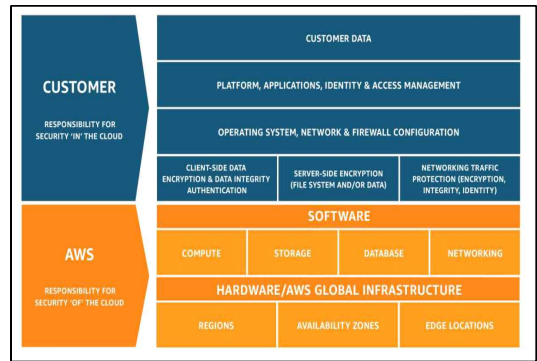 CUSTOMER
RESPONSIBILITY FOR
SECURITY 'IN' THE CLOUD
CUSTOMER DATA
PLATFORM, APPLICATIONS, IDENTITY & ACCESS MANAGEMENT
OPERATING SYSTEM, NETWORK & FIREWALL CONFIGURATION
CLIENT-SIDE DATA
ENCRYPTION & DATA INTEGRITY
AUTHENTICATION
SERVER-SIDE ENCRYPTION
(FILE SYSTEM AND/OR DATA)
NETWORKING TRAFFIC
PROTECTION (ENCRYPTION,
INTEGRITY, IDENTITY)
AWS
RESPONSIBILITY FOR
SECURITY 'OF' THE CLOUD
SOFTWARE
COMPUTE
STORAGE
DATABASE
NETWORKING
HARDWARE/AWS GLOBAL INFRASTRUCTURE
REGIONS
AVAILABILITY ZONES
EDGE LOCATIONS